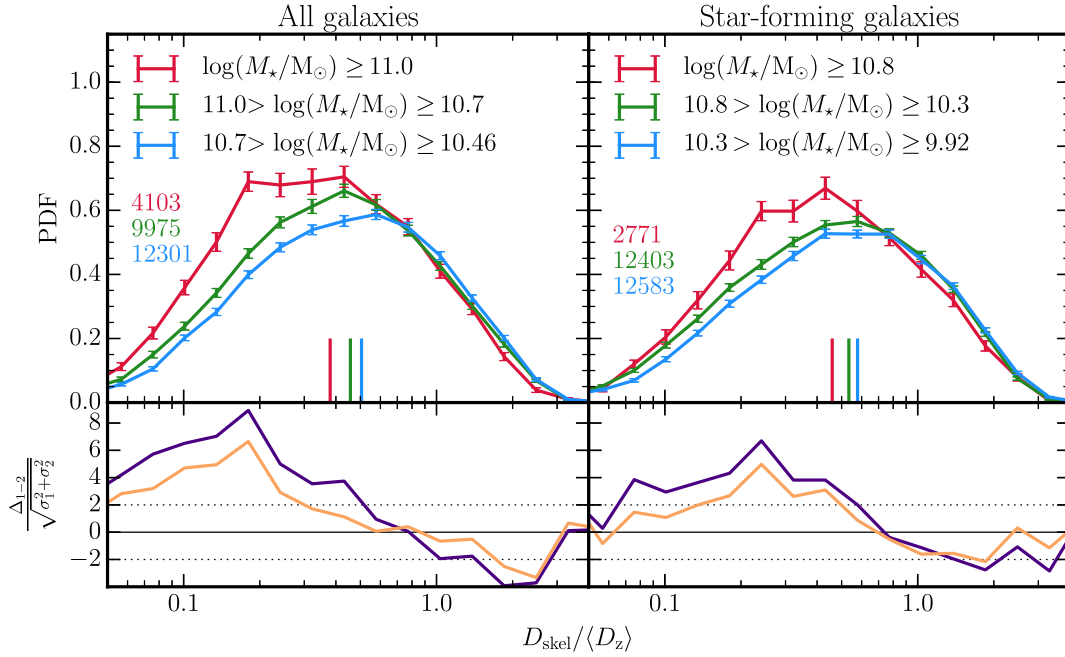 All galaxies
Star-forming galaxies
log(M⋆/M⊙) ≥ 11.0
11.0 > log(M⋆/M⊙) ≥ 10.7
10.7 > log(M⋆/M⊙) ≥ 10.46
log(M⋆/M⊙) ≥ 10.8
10.8 > log(M⋆/M⊙) ≥ 10.3
10.3 > log(M⋆/M⊙) ≥ 9.92
4103
9975
12301
2771
12403
12583
PDF
1.0
0.8
0.6
0.4
0.2
0.0
8
6
4
2
0
−2
Δ₁₋₂ / √(σ₁²+σ₂²)
0.1
1.0
0.1
1.0
D_skel/⟨D_z⟩